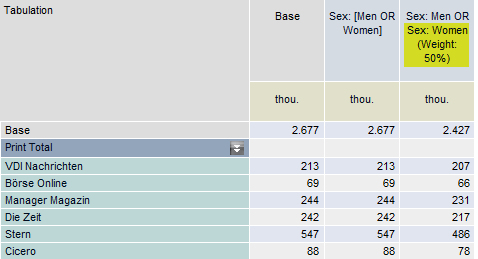 Tabulation
Base
Sex: [Men OR
Women]
Sex: Men OR
Sex: Women
(Weight:
50%)
thou. thou. thou.
Base 2.677 2.677 2.427
Print Total
VDI Nachrichten 213 213 207
Börse Online 69 69 66
Manager Magazin 244 244 231
Die Zeit 242 242 217
Stern 547 547 486
Cicero 88 88 78